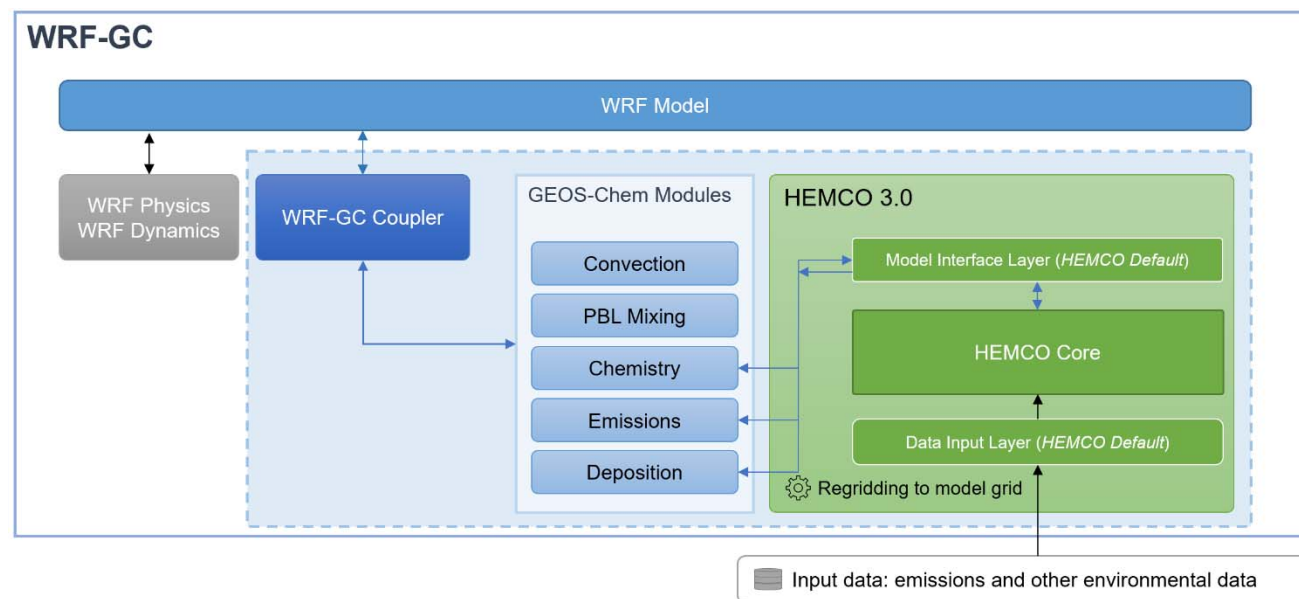 WRF-GC
WRF Model
WRF Physics
WRF Dynamics
WRF-GC Coupler
GEOS-Chem Modules
Convection
PBL Mixing
Chemistry
Emissions
Deposition
HEMCO 3.0
Model Interface Layer (HEMCO Default)
HEMCO Core
Data Input Layer (HEMCO Default)
Regridding to model grid
Input data: emissions and other environmental data